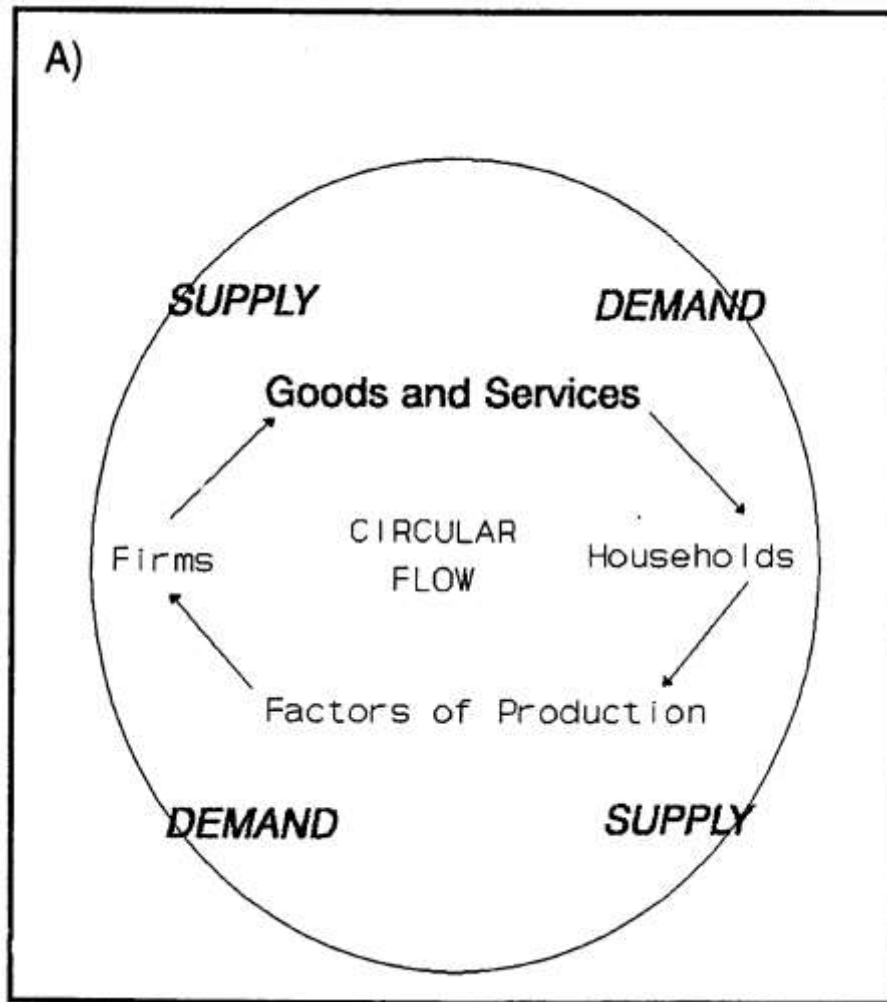 A)
SUPPLY DEMAND
Goods and Services
CIRCULAR
FLOW
Firms
Households
Factors of Production
DEMAND SUPPLY